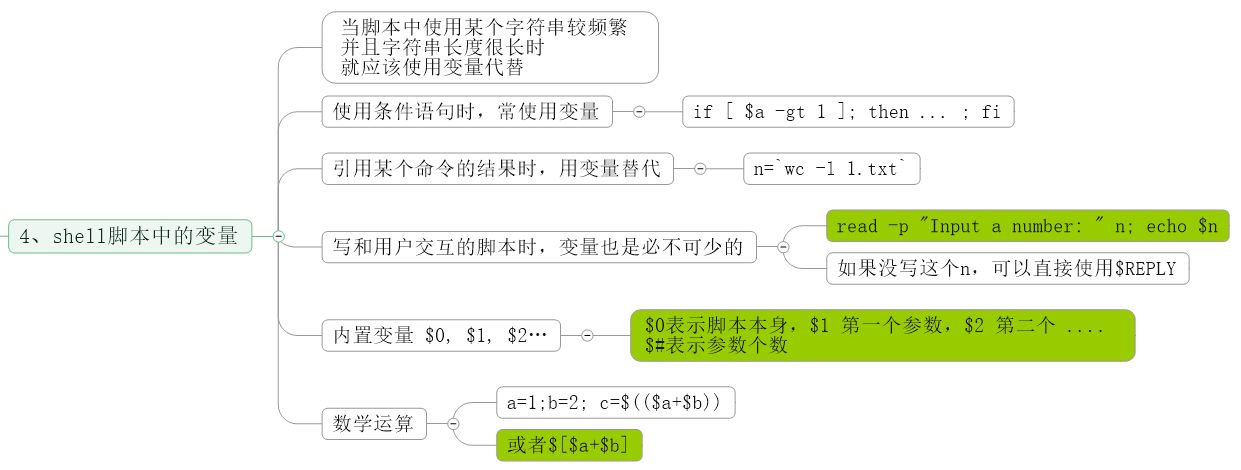 4、shell脚本中的变量
当脚本中使用某个字符串较频繁
并且字符串长度很长时
就应该使用变量代替
使用条件语句时，常使用变量
if [ $a -gt 1 ]; then ... ; fi
引用某个命令的结果时，用变量替代
n=`wc -l 1.txt`
写和用户交互的脚本时，变量也是必不可少的
read -p "Input a number: " n; echo $n
如果没写这个n，可以直接使用$REPLY
内置变量 $0, $1, $2…
$0表示脚本本身，$1 第一个参数，$2 第二个 ....
$#表示参数个数
数学运算
a=1;b=2; c=$(($a+$b))
或者$[$a+$b]